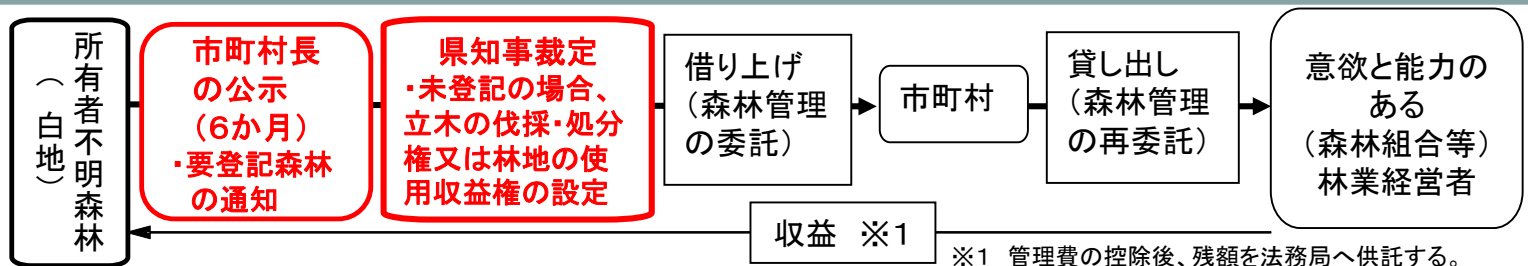 所有者不明森林
（白地）
市町村長
の公示
（６か月）
・要登記森林
の通知
県知事裁定
・未登記の場合、
立木の伐採・処分
権又は林地の使
用収益権の設定
借り上げ
（森林管理
の委託）
市町村
貸し出し
（森林管理
の再委託）
意欲と能力の
ある
（森林組合等）
林業経営者
収益　※１
※１　管理費の控除後、残額を法務局へ供託する。